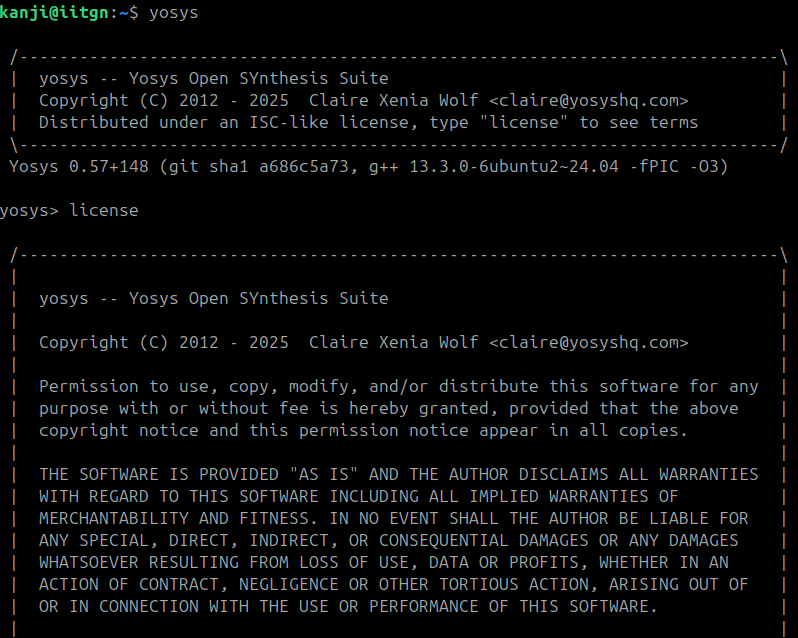 kanji@iitgn:~$ yosys
/----------------------------------------------------------------------------\
| yosys -- Yosys Open SYnthesis Suite |
| Copyright (C) 2012 - 2025 Claire Xenia Wolf <claire@yosyshq.com> |
| Distributed under an ISC-like license, type "license" to see terms |
\----------------------------------------------------------------------------/
Yosys 0.57+148 (git sha1 a686c5a73, g++ 13.3.0-6ubuntu2~24.04 -fPIC -O3)
yosys> license
/----------------------------------------------------------------------------\
| |
| yosys -- Yosys Open SYnthesis Suite |
| |
| Copyright (C) 2012 - 2025 Claire Xenia Wolf <claire@yosyshq.com> |
| |
| Permission to use, copy, modify, and/or distribute this software for any |
| purpose with or without fee is hereby granted, provided that the above |
| copyright notice and this permission notice appear in all copies. |
| |
| THE SOFTWARE IS PROVIDED "AS IS" AND THE AUTHOR DISCLAIMS ALL WARRANTIES |
| WITH REGARD TO THIS SOFTWARE INCLUDING ALL IMPLIED WARRANTIES OF |
| MERCHANTABILITY AND FITNESS. IN NO EVENT SHALL THE AUTHOR BE LIABLE FOR |
| ANY SPECIAL, DIRECT, INDIRECT, OR CONSEQUENTIAL DAMAGES OR ANY DAMAGES |
| WHATSOEVER RESULTING FROM LOSS OF USE, DATA OR PROFITS, WHETHER IN AN |
| ACTION OF CONTRACT, NEGLIGENCE OR OTHER TORTIOUS ACTION, ARISING OUT OF |
| OR IN CONNECTION WITH THE USE OR PERFORMANCE OF THIS SOFTWARE. |
| |